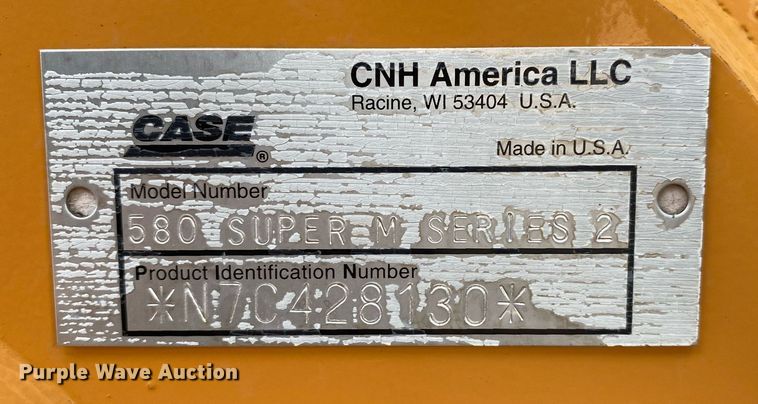 CNH America LLC
Racine, WI 53404 U.S.A.
CASE
®
Made in U.S.A.
Model Number
580 SUPER M SERIES 2
Product Identification Number
*N7C428130*
Purple Wave Auction